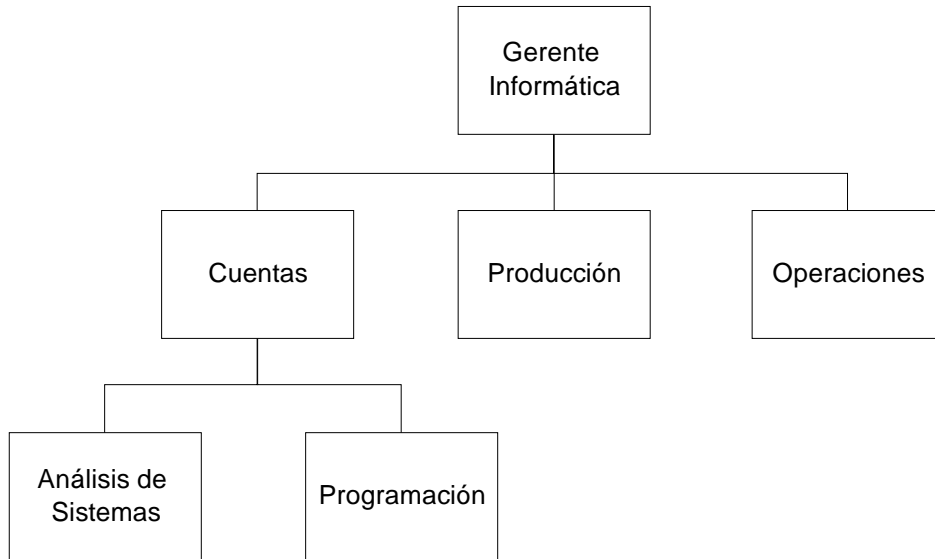 Gerente
Informática
Cuentas
Producción
Operaciones
Análisis de
Sistemas
Programación